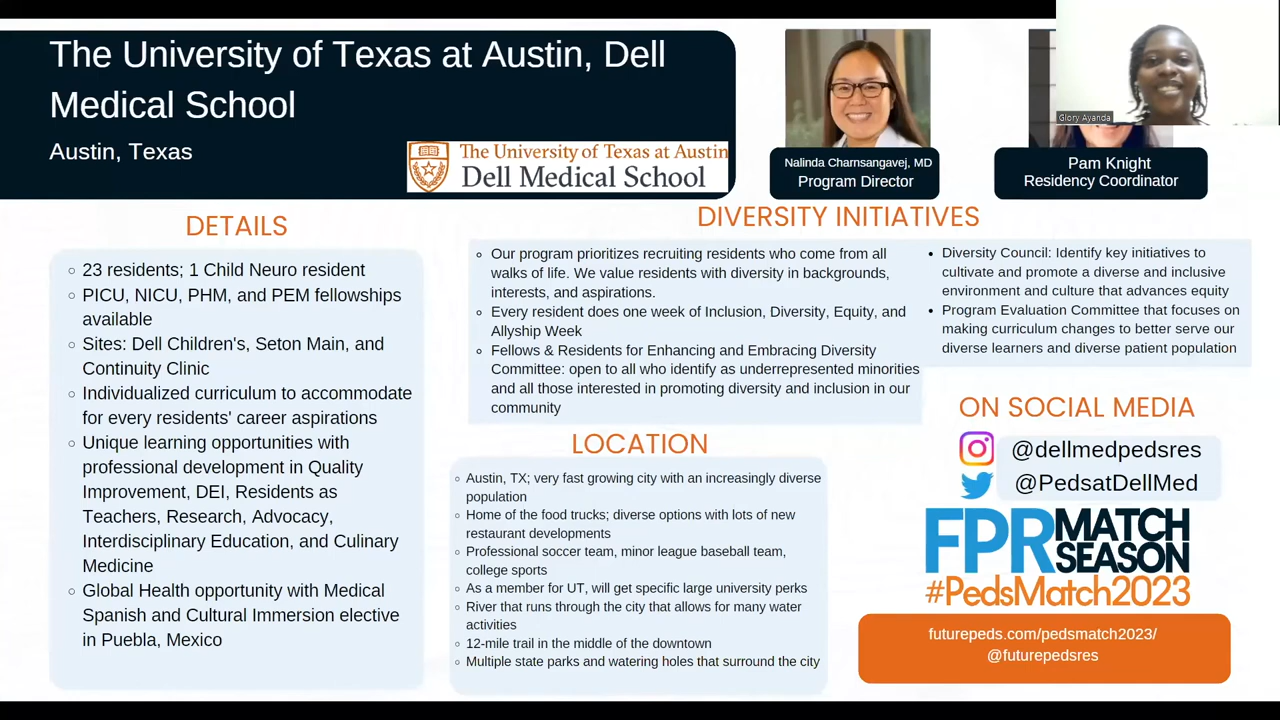 The University of Texas at Austin, Dell
Medical School
Austin, Texas
The University of Texas at Austin
Dell Medical School
Nalinda Charnsangavej, MD
Program Director
Glory Ayanda
Pam Knight
Residency Coordinator
DETAILS
23 residents; 1 Child Neuro resident
PICU, NICU, PHM, and PEM fellowships
available
Sites: Dell Children's, Seton Main, and
Continuity Clinic
Individualized curriculum to accommodate
for every residents' career aspirations
Unique learning opportunities with
professional development in Quality
Improvement, DEI, Residents as
Teachers, Research, Advocacy,
Interdisciplinary Education, and Culinary
Medicine
Global Health opportunity with Medical
Spanish and Cultural Immersion elective
in Puebla, Mexico
DIVERSITY INITIATIVES
Our program prioritizes recruiting residents who come from all
walks of life. We value residents with diversity in backgrounds,
interests, and aspirations.
Every resident does one week of Inclusion, Diversity, Equity, and
Allyship Week
Fellows & Residents for Enhancing and Embracing Diversity
Committee: open to all who identify as underrepresented minorities
and all those interested in promoting diversity and inclusion in our
community
Diversity Council: Identify key initiatives to
cultivate and promote a diverse and inclusive
environment and culture that advances equity
Program Evaluation Committee that focuses on
making curriculum changes to better serve our
diverse learners and diverse patient population
LOCATION
Austin, TX; very fast growing city with an increasingly diverse
population
Home of the food trucks; diverse options with lots of new
restaurant developments
Professional soccer team, minor league baseball team,
college sports
As a member for UT, will get specific large university perks
River that runs through the city that allows for many water
activities
12-mile trail in the middle of the downtown
Multiple state parks and watering holes that surround the city
ON SOCIAL MEDIA
@dellmedpedsres
@PedsatDellMed
FPR MATCH
SEASON
#PedsMatch2023
futurepeds.com/pedsmatch2023/
@futurepedsres